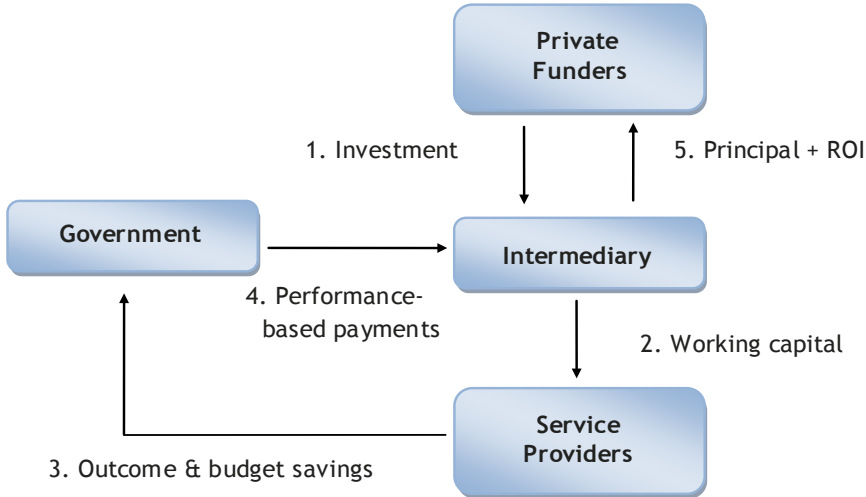 Private
Funders
1. Investment
5. Principal + ROI
Government
Intermediary
4. Performance-
based payments
2. Working capital
Service
Providers
3. Outcome & budget savings